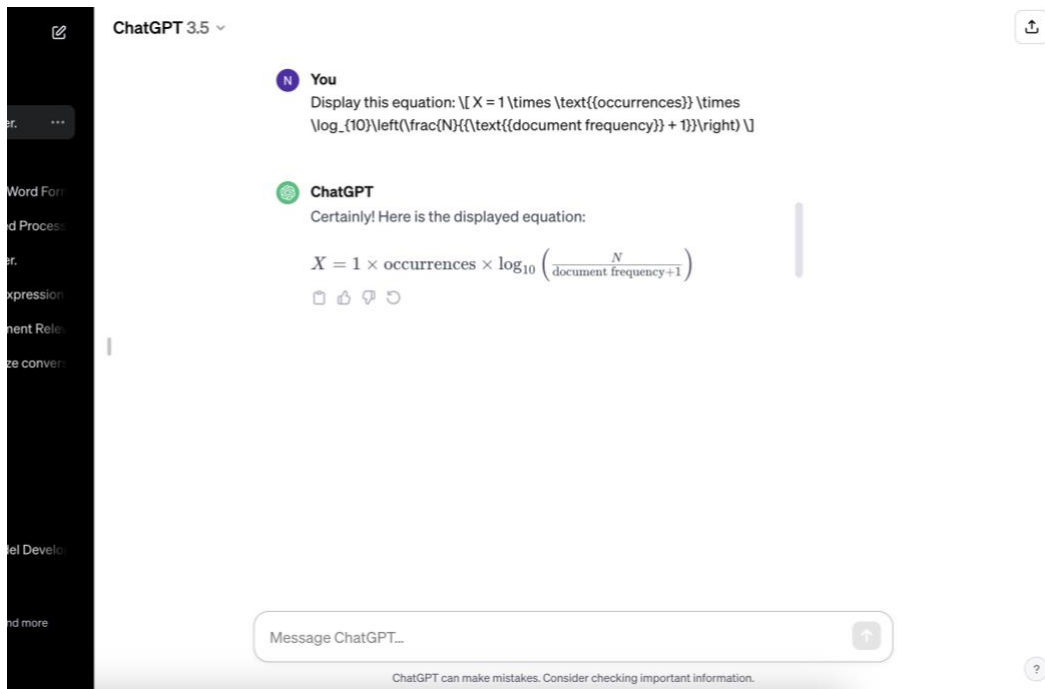 ChatGPT 3.5
er. ...
Word For
d Process
er.
xpression
nent Rele
ze conver
del Develo
nd more
N You
Display this equation: \[ X = 1 \times \text{{occurrences}} \times
\log_{10}\left(\frac{N}{{\text{{document frequency}} + 1}}\right) \]
ChatGPT
Certainly! Here is the displayed equation:
X = 1 × occurrences × log₁₀ ( N / document frequency+1 )
Message ChatGPT...
ChatGPT can make mistakes. Consider checking important information.
?